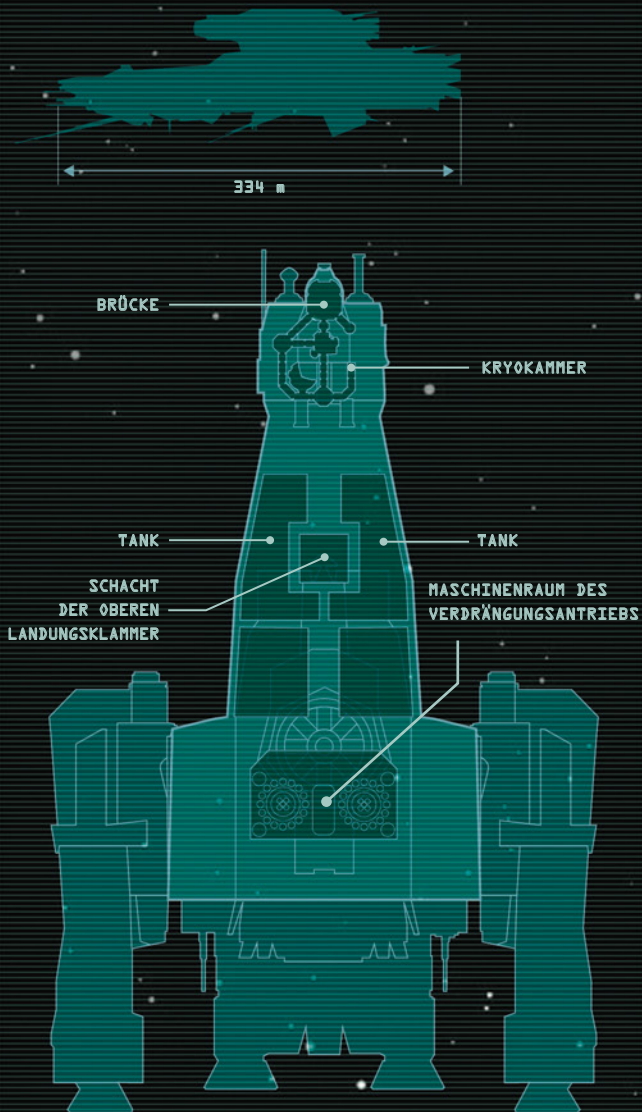 334 m
BRÜCKE
KRYOKAMMER
TANK
TANK
SCHACHT
DER OBEREN
LANDUNGSKLAMMER
MASCHINENRAUM DES
VERDRÄNGUNGSANTRIEBS